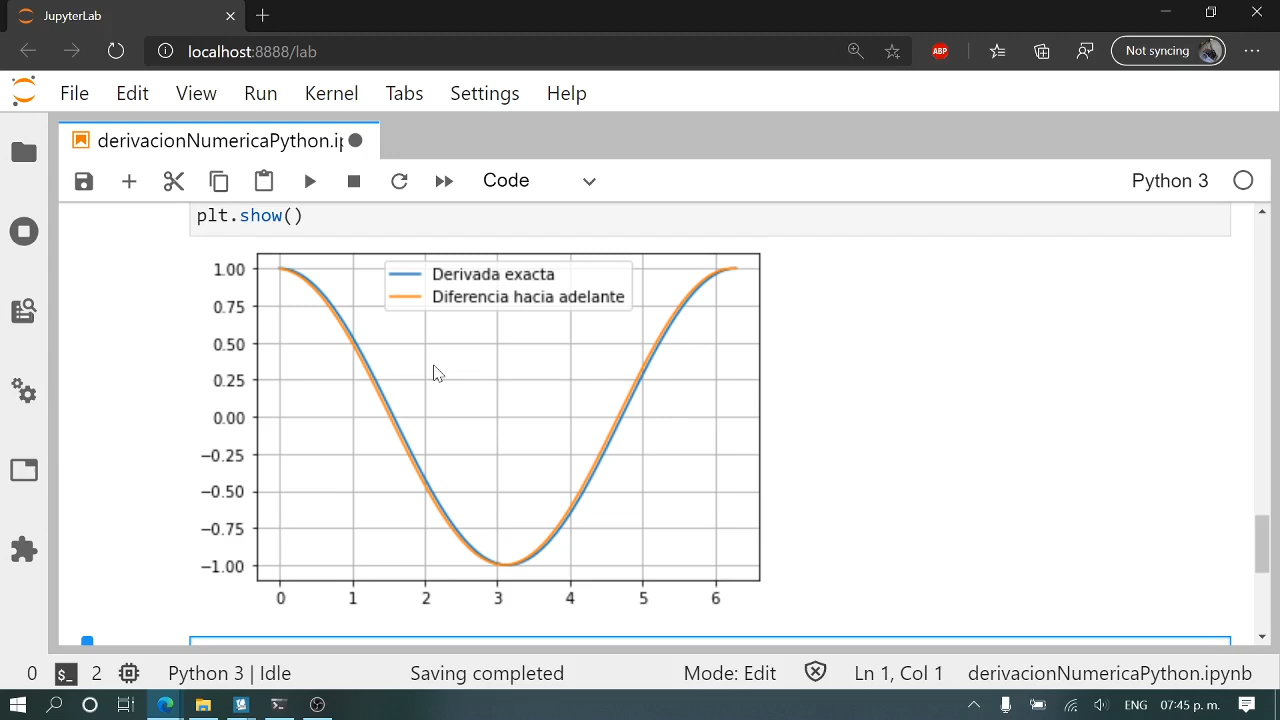 JupyterLab
localhost:8888/lab
ABP
Not syncing
File Edit View Run Kernel Tabs Settings Help
derivacionNumericaPython.ip
Code
Python 3
plt.show()
Derivada exacta
Diferencia hacia adelante
1.00
0.75
0.50
0.25
0.00
−0.25
−0.50
−0.75
−1.00
0 1 2 3 4 5 6
0 $_ 2 Python 3 | Idle Saving completed Mode: Edit Ln 1, Col 1 derivacionNumericaPython.ipynb
ENG 07:45 p. m.